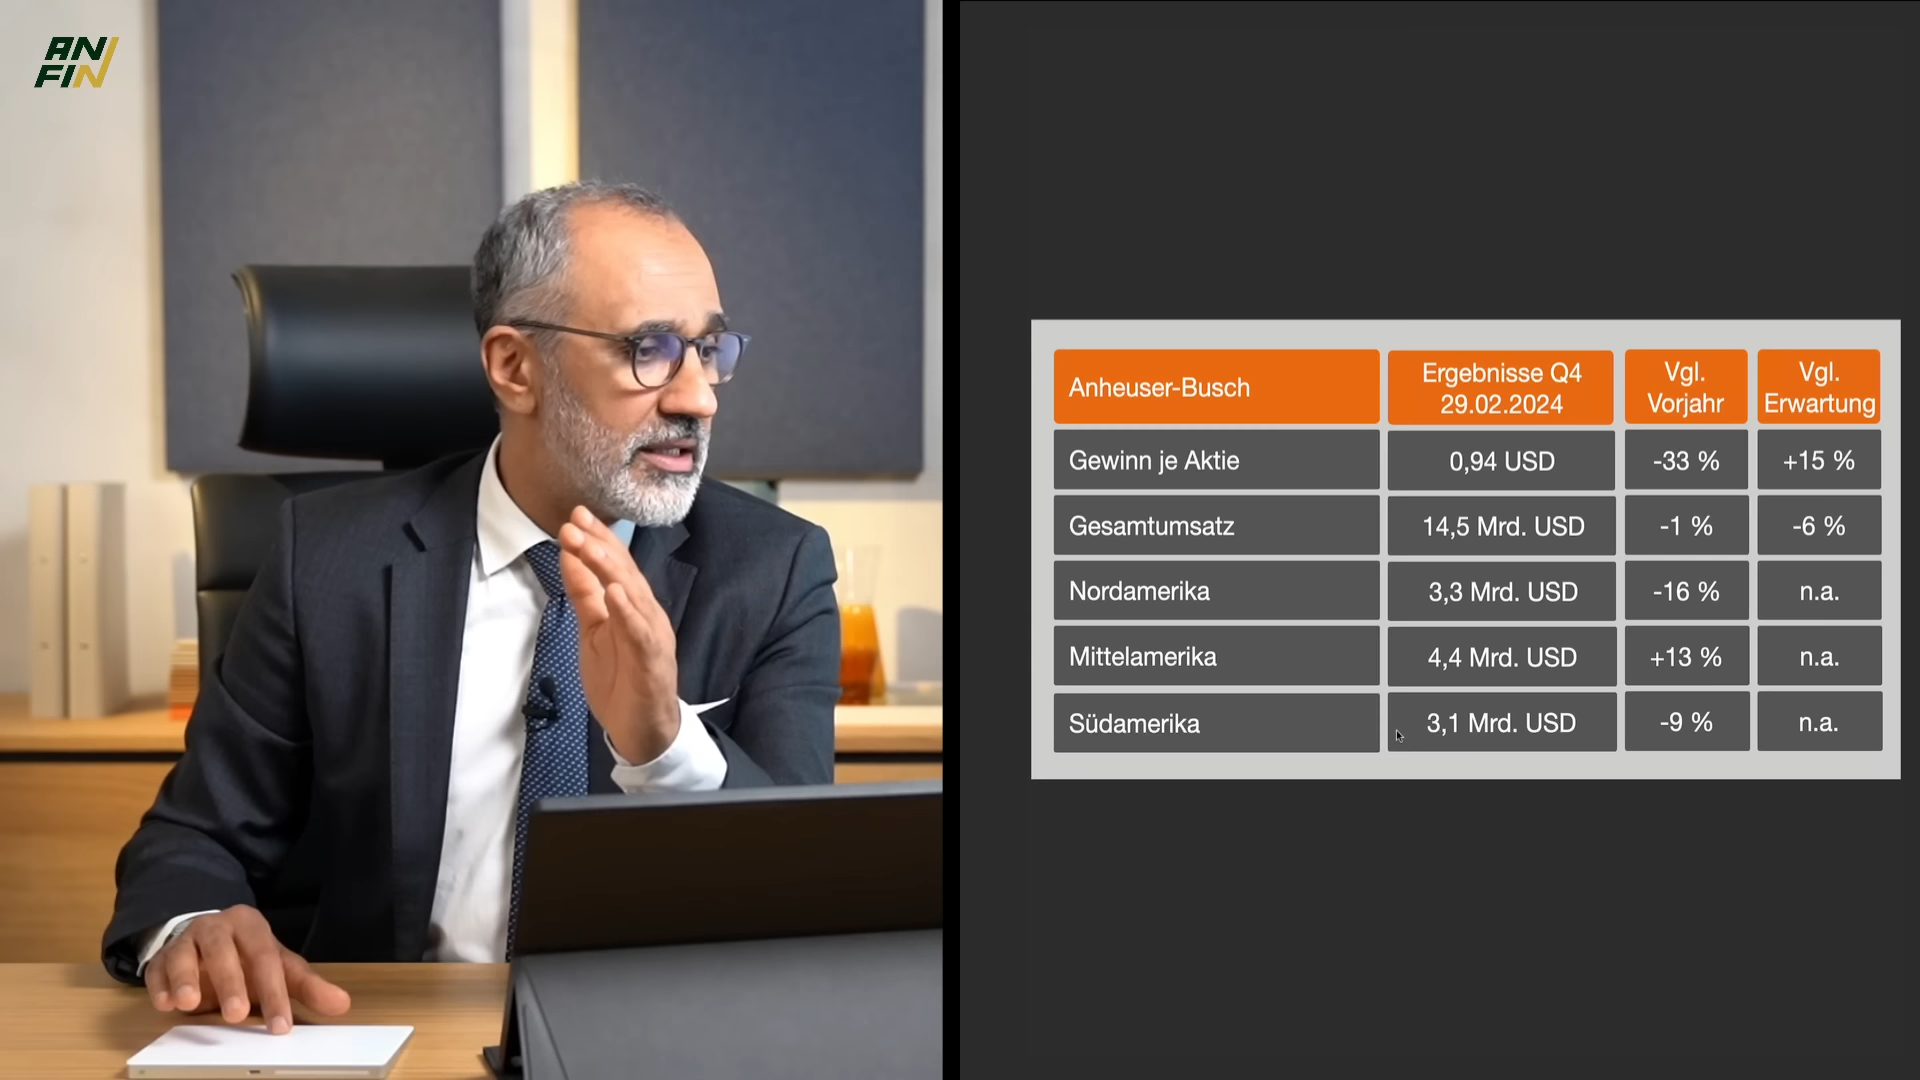 AN
FIN
Anheuser-Busch
Ergebnisse Q4
29.02.2024
Vgl.
Vorjahr
Vgl.
Erwartung
Gewinn je Aktie 0,94 USD -33 % +15 %
Gesamtumsatz 14,5 Mrd. USD -1 % -6 %
Nordamerika 3,3 Mrd. USD -16 % n.a.
Mittelamerika 4,4 Mrd. USD +13 % n.a.
Südamerika 3,1 Mrd. USD -9 % n.a.